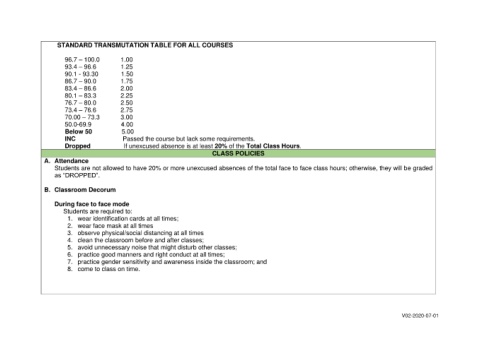 STANDARD TRANSMUTATION TABLE FOR ALL COURSES
96.7 – 100.0 1.00
93.4 – 96.6 1.25
90.1 - 93.30 1.50
86.7 – 90.0 1.75
83.4 – 86.6 2.00
80.1 – 83.3 2.25
76.7 – 80.0 2.50
73.4 – 76.6 2.75
70.00 – 73.3 3.00
50.0-69.9 4.00
Below 50 5.00
INC Passed the course but lack some requirements.
Dropped If unexcused absence is at least 20% of the Total Class Hours.
CLASS POLICIES
A. Attendance
Students are not allowed to have 20% or more unexcused absences of the total face to face class hours; otherwise, they will be graded
as “DROPPED”.
B. Classroom Decorum
During face to face mode
Students are required to:
1. wear identification cards at all times;
2. wear face mask at all times
3. observe physical/social distancing at all times
4. clean the classroom before and after classes;
5. avoid unnecessary noise that might disturb other classes;
6. practice good manners and right conduct at all times;
7. practice gender sensitivity and awareness inside the classroom; and
8. come to class on time.
V02-2020-07-01